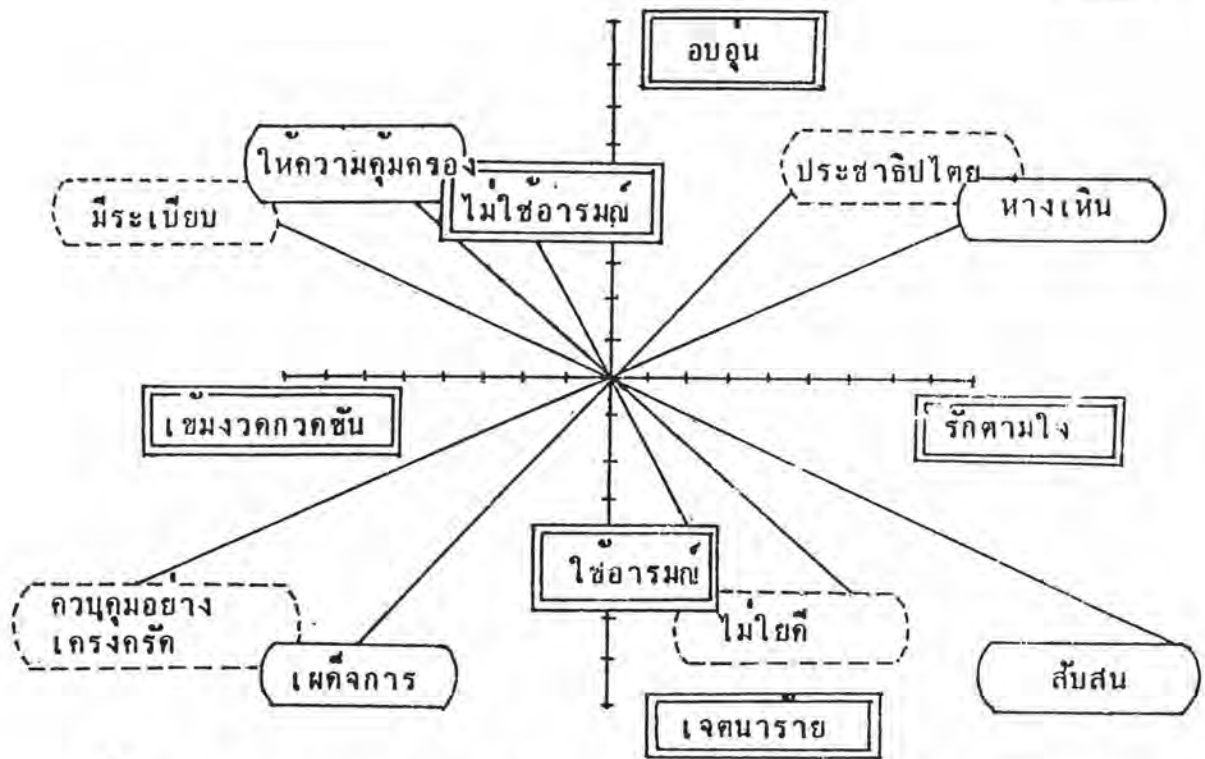 อบอุ่น
ให้ความคุ้มครอง
ประชาธิปไตย
มีระเบียบ
ไม่ใช้อารมณ์
หางเหิน
เข้มงวดกวดขัน
รักตามใจ
ใช้อารมณ์
ควบคุมอย่าง
เครงครัด
ไม่ใยดี
เผด็จการ
สับสน
เจตนาร้าย